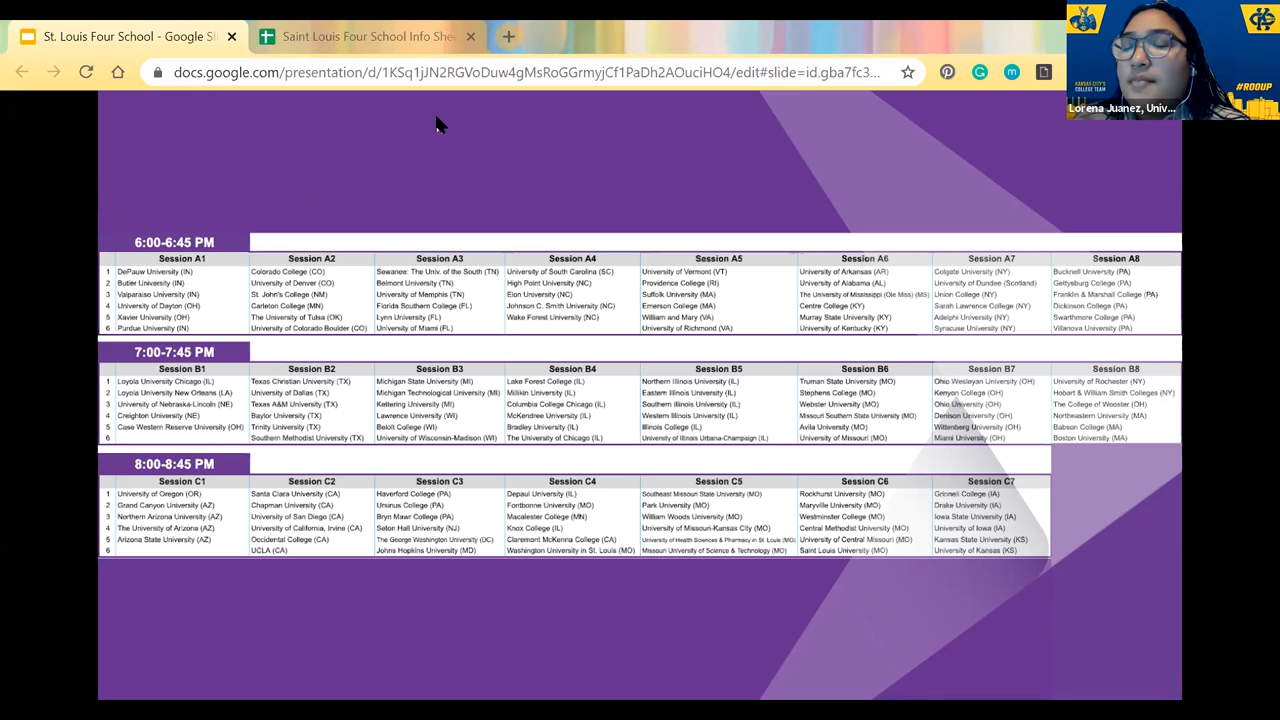 St. Louis Four School - Google Sli
Saint Louis Four School Info She
docs.google.com/presentation/d/1KSq1jJN2RGVoDuw4gMsRoGGrmyjCf1PaDh2AOuciHO4/edit#slide=id.gba7fc3...
KANSAS CITY'S
COLLEGE TEAM
#ROOUP
Lorena Juanez, Univ...
6:00-6:45 PM
Session A1 Session A2 Session A3 Session A4 Session A5 Session A6 Session A7 Session A8
1 DePauw University (IN) Colorado College (CO) Sewanee: The Univ. of the South (TN) University of South Carolina (SC) University of Vermont (VT) University of Arkansas (AR) Colgate University (NY) Bucknell University (PA)
2 Butler University (IN) University of Denver (CO) Belmont University (TN) High Point University (NC) Providence College (RI) University of Alabama (AL) University of Dundee (Scotland) Gettysburg College (PA)
3 Valparaiso University (IN) St. John's College (NM) University of Memphis (TN) Elon University (NC) Suffolk University (MA) The University of Mississippi (Ole Miss) (MS) Union College (NY) Franklin & Marshall College (PA)
4 University of Dayton (OH) Carleton College (MN) Florida Southern College (FL) Johnson C. Smith University (NC) Emerson College (MA) Centre College (KY) Sarah Lawrence College (NY) Dickinson College (PA)
5 Xavier University (OH) The University of Tulsa (OK) Lynn University (FL) Wake Forest University (NC) William and Mary (VA) Murray State University (KY) Adelphi University (NY) Swarthmore College (PA)
6 Purdue University (IN) University of Colorado Boulder (CO) University of Miami (FL) University of Richmond (VA) University of Kentucky (KY) Syracuse University (NY) Villanova University (PA)
7:00-7:45 PM
Session B1 Session B2 Session B3 Session B4 Session B5 Session B6 Session B7 Session B8
1 Loyola University Chicago (IL) Texas Christian University (TX) Michigan State University (MI) Lake Forest College (IL) Northern Illinois University (IL) Truman State University (MO) Ohio Wesleyan University (OH) University of Rochester (NY)
2 Loyola University New Orleans (LA) University of Dallas (TX) Michigan Technological University (MI) Millikin University (IL) Eastern Illinois University (IL) Stephens College (MO) Kenyon College (OH) Hobart & William Smith Colleges (NY)
3 University of Nebraska-Lincoln (NE) Texas A&M University (TX) Kettering University (MI) Columbia College Chicago (IL) Southern Illinois University (IL) Webster University (MO) Ohio University (OH) The College of Wooster (OH)
4 Creighton University (NE) Baylor University (TX) Lawrence University (WI) McKendree University (IL) Western Illinois University (IL) Missouri Southern State University (MO) Denison University (OH) Northeastern University (MA)
5 Case Western Reserve University (OH) Trinity University (TX) Beloit College (WI) Bradley University (IL) Illinois College (IL) Avila University (MO) Wittenberg University (OH) Babson College (MA)
6 Southern Methodist University (TX) University of Wisconsin-Madison (WI) The University of Chicago (IL) University of Illinois Urbana-Champaign (IL) University of Missouri (MO) Miami University (OH) Boston University (MA)
8:00-8:45 PM
Session C1 Session C2 Session C3 Session C4 Session C5 Session C6 Session C7
1 University of Oregon (OR) Santa Clara University (CA) Haverford College (PA) Depaul University (IL) Southeast Missouri State University (MO) Rockhurst University (MO) Grinnell College (IA)
2 Grand Canyon University (AZ) Chapman University (CA) Ursinus College (PA) Fontbonne University (MO) Park University (MO) Maryville University (MO) Drake University (IA)
3 Northern Arizona University (AZ) University of San Diego (CA) Bryn Mawr College (PA) Macalester College (MN) William Woods University (MO) Westminster College (MO) Iowa State University (IA)
4 The University of Arizona (AZ) University of California, Irvine (CA) Seton Hall University (NJ) Knox College (IL) University of Missouri-Kansas City (MO) Central Methodist University (MO) University of Iowa (IA)
5 Arizona State University (AZ) Occidental College (CA) The George Washington University (DC) Claremont McKenna College (CA) University of Health Sciences & Pharmacy in St. Louis (MO) University of Central Missouri (MO) Kansas State University (KS)
6 UCLA (CA) Johns Hopkins University (MD) Washington University in St. Louis (MO) Missouri University of Science & Technology (MO) Saint Louis University (MO) University of Kansas (KS)